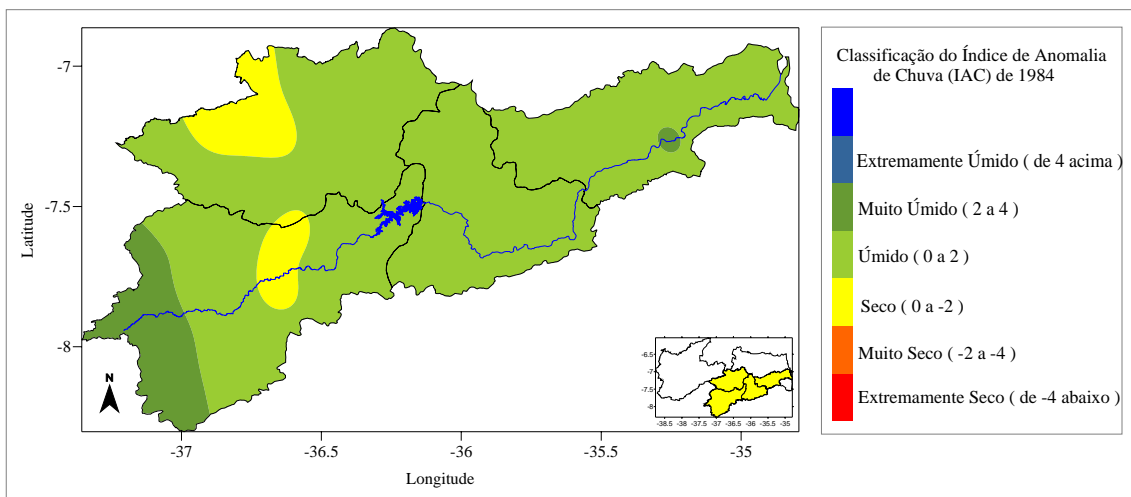 Classificação do Índice de Anomalia
de Chuva (IAC) de 1984
Extremamente Úmido ( de 4 acima )
Muito Úmido ( 2 a 4 )
Úmido ( 0 a 2 )
Seco ( 0 a -2 )
Muito Seco ( -2 a -4 )
Extremamente Seco ( de -4 abaixo )
Latitude
-7
-7.5
-8
N
-37
-36.5
-36
-35.5
-35
Longitude
-6.5
-7
-7.5
-8
-38.5 -38 -37.5 -37 -36.5 -36 -35.5 -35